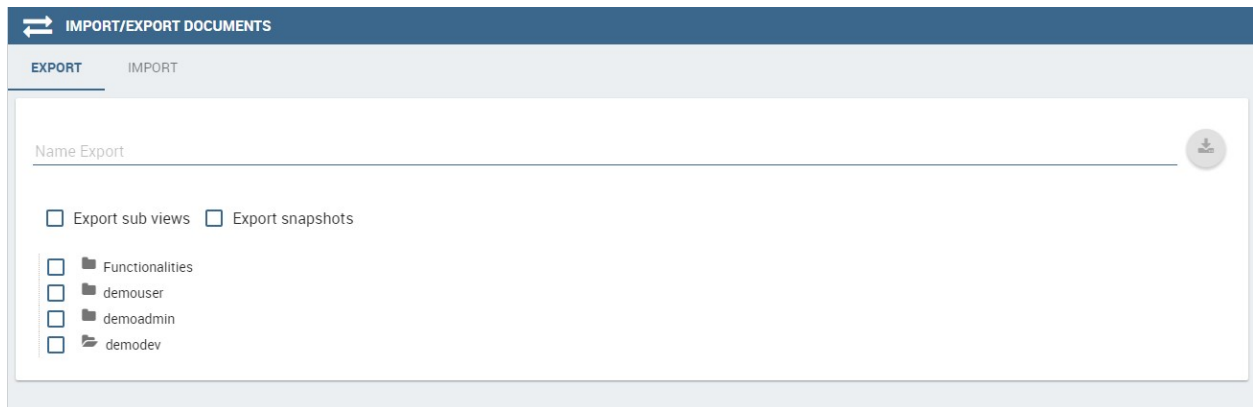 IMPORT/EXPORT DOCUMENTS
EXPORT IMPORT
Name Export
Export sub views Export snapshots
Functionalities
demouser
demoadmin
demodev